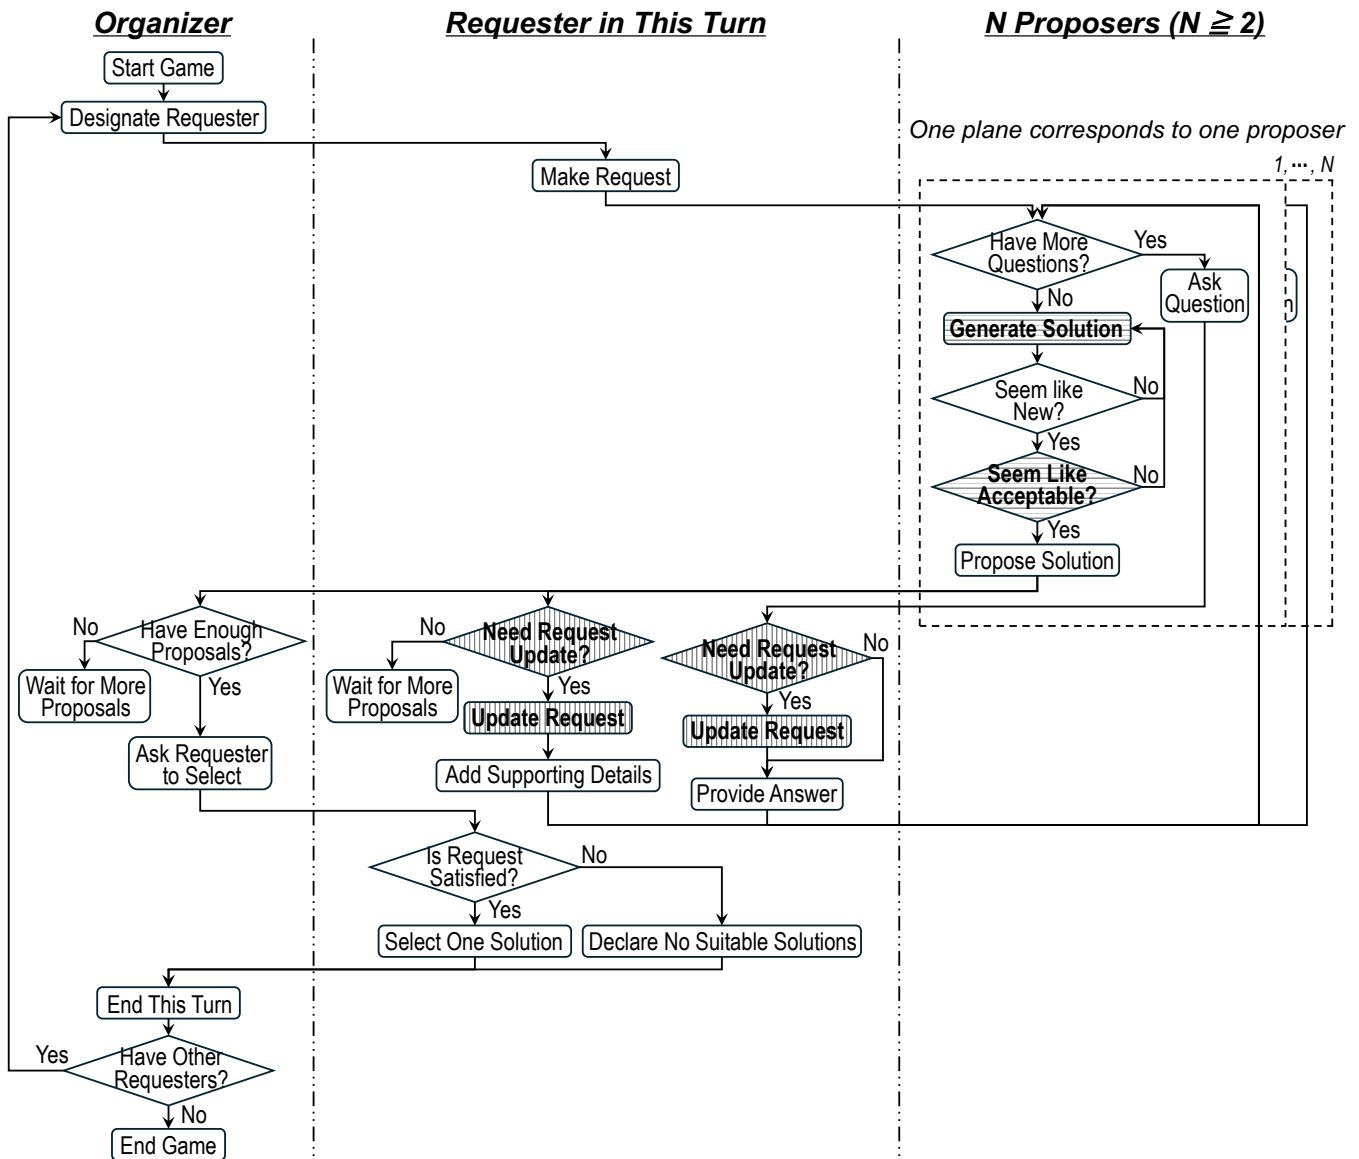 Organizer
Requester in This Turn
N Proposers (N ≧ 2)
Start Game
Designate Requester
One plane corresponds to one proposer
1, ··· , N
Make Request
Have More
Questions?
Yes
No
Ask
Question
n
Generate Solution
Seem like
New?
No
Yes
Seem Like
Acceptable?
No
Yes
Propose Solution
Have Enough
Proposals?
No
Yes
Wait for More
Proposals
Ask Requester
to Select
Need Request
Update?
No
Yes
Wait for More
Proposals
Update Request
Add Supporting Details
Need Request
Update?
No
Yes
Update Request
Provide Answer
Is Request
Satisfied?
No
Yes
Select One Solution
Declare No Suitable Solutions
End This Turn
Have Other
Requesters?
Yes
No
End Game